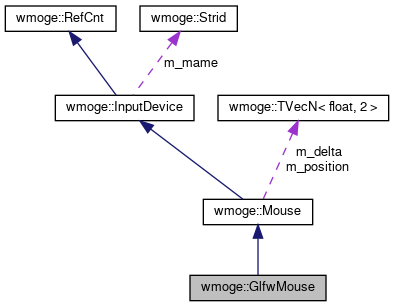 wmoge::RefCnt
wmoge::Strid
m_mame
wmoge::InputDevice
wmoge::TVecN< float, 2 >
m_delta
m_position
wmoge::Mouse
wmoge::GlfwMouse